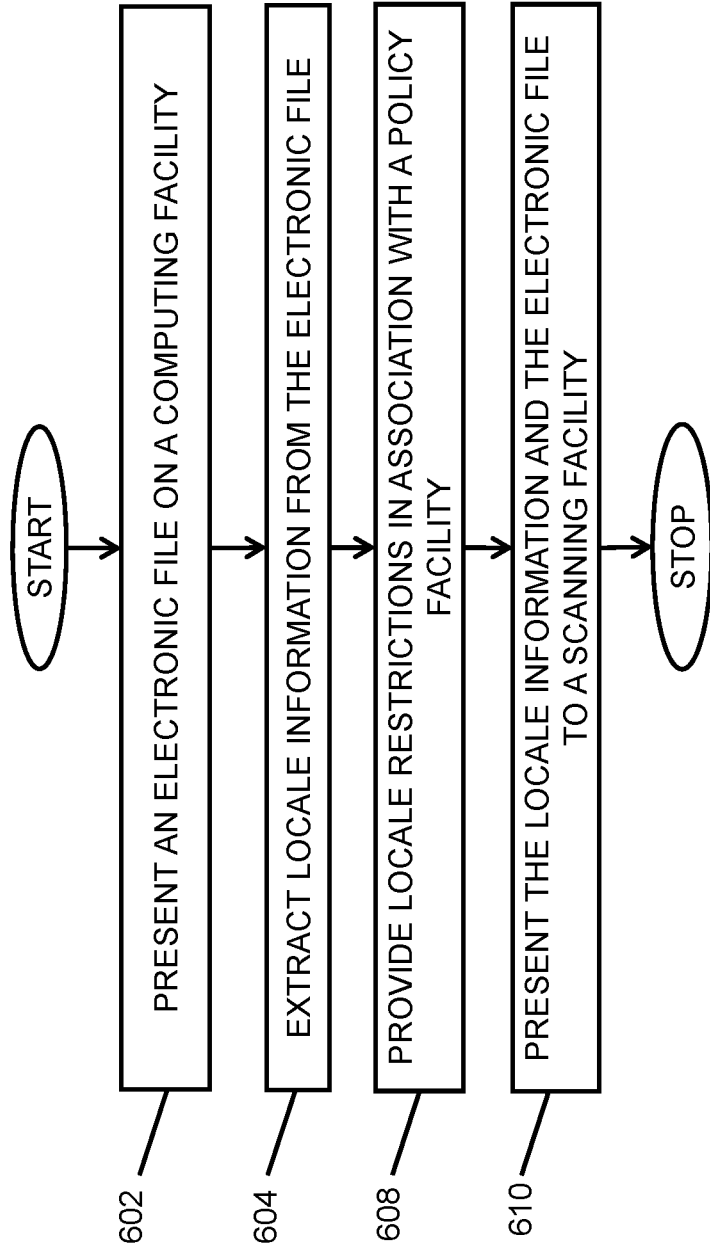 START
602
PRESENT AN ELECTRONIC FILE ON A COMPUTING FACILITY
604
EXTRACT LOCALE INFORMATION FROM THE ELECTRONIC FILE
608
PROVIDE LOCALE RESTRICTIONS IN ASSOCIATION WITH A POLICY
FACILITY
610
PRESENT THE LOCALE INFORMATION AND THE ELECTRONIC FILE
TO A SCANNING FACILITY
STOP